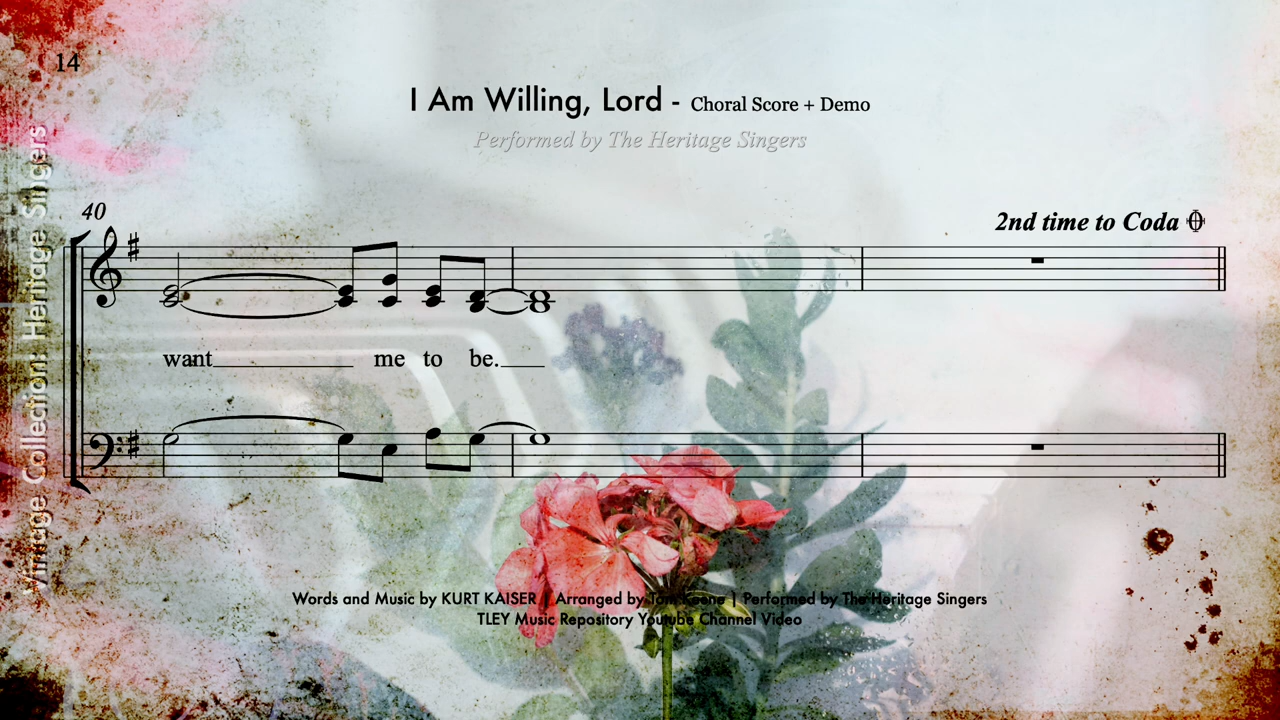 14
I Am Willing, Lord - Choral Score + Demo
Performed by The Heritage Singers
Vintage Collection: Heritage Singers
40
2nd time to Coda
want me to be.
Words and Music by KURT KAISER | Arranged by Tom Keene | Performed by The Heritage Singers
TLEY Music Repository Youtube Channel Video